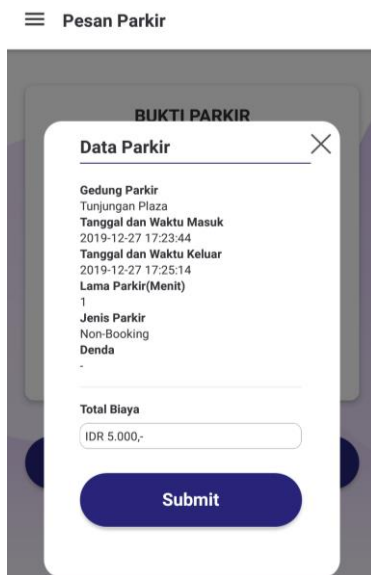 Pesan Parkir
BUKTI PARKIR
Data Parkir
Gedung Parkir
Tunjungan Plaza
Tanggal dan Waktu Masuk
2019-12-27 17:23:44
Tanggal dan Waktu Keluar
2019-12-27 17:25:14
Lama Parkir(Menit)
1
Jenis Parkir
Non-Booking
Denda
-
Total Biaya
IDR 5.000,-
Submit